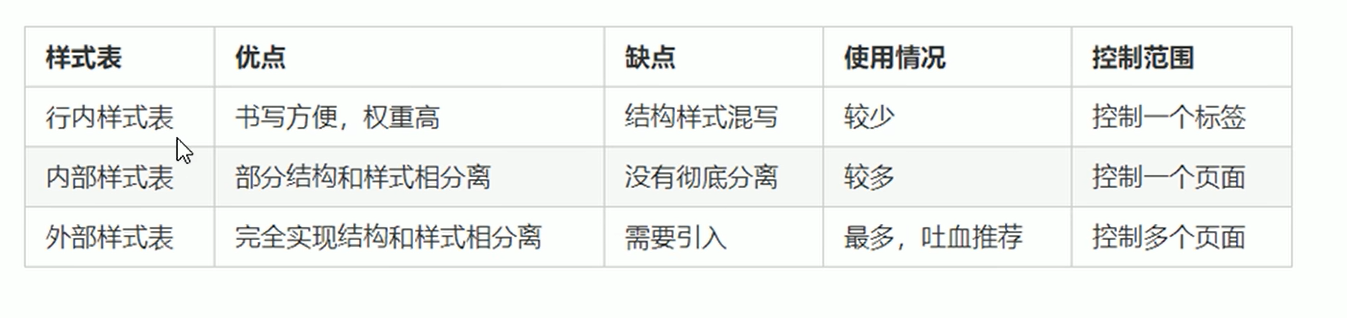 样式表 优点 缺点 使用情况 控制范围
行内样式表 书写方便，权重高 结构样式混写 较少 控制一个标签
内部样式表 部分结构和样式相分离 没有彻底分离 较多 控制一个页面
外部样式表 完全实现结构和样式相分离 需要引入 最多，吐血推荐 控制多个页面